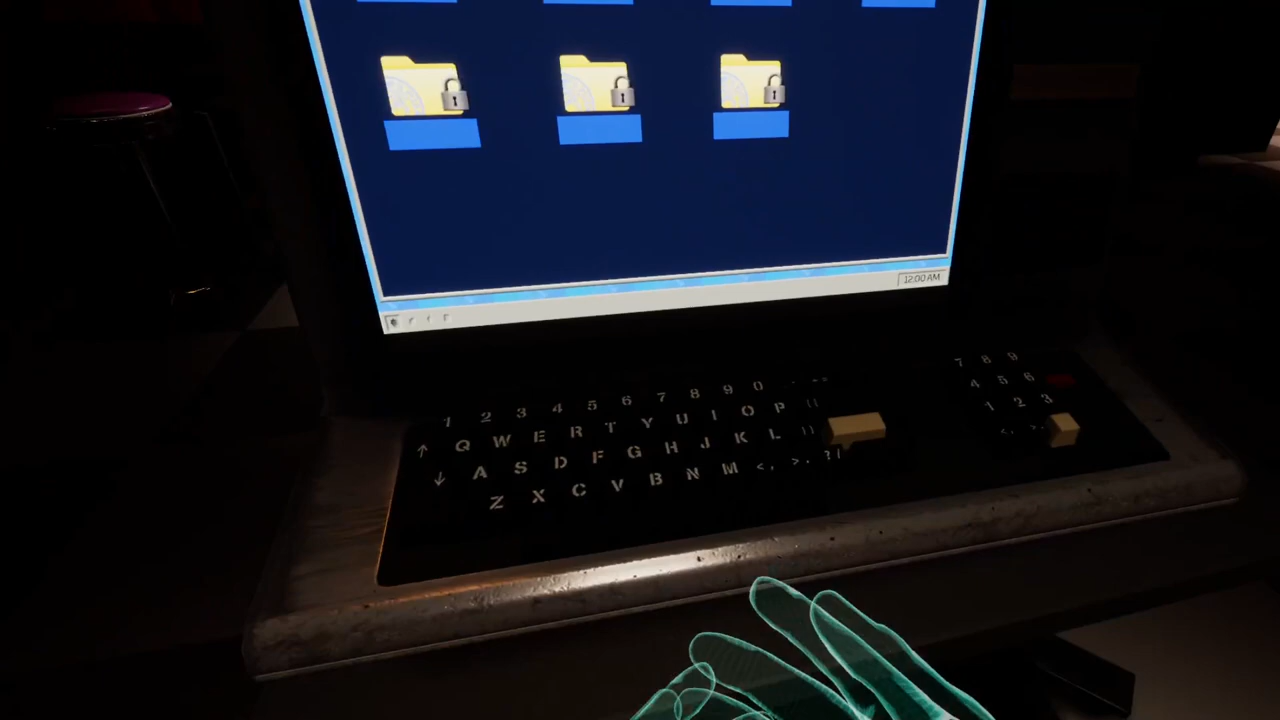 12:00 AM
1 2 3 4 5 6 7 8 9 0
Q W E R T Y U I O P
A S D F G H J K L
Z X C V B N M <, >. ?/
7 8 9
4 5 6
1 2 3